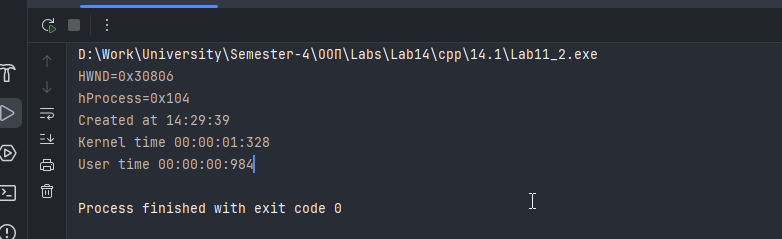 D:\Work\University\Semester-4\ООП\Labs\Lab14\cpp\14.1\Lab11_2.exe
HWND=0x30806
hProcess=0x104
Created at 14:29:39
Kernel time 00:00:01:328
User time 00:00:00:984
Process finished with exit code 0